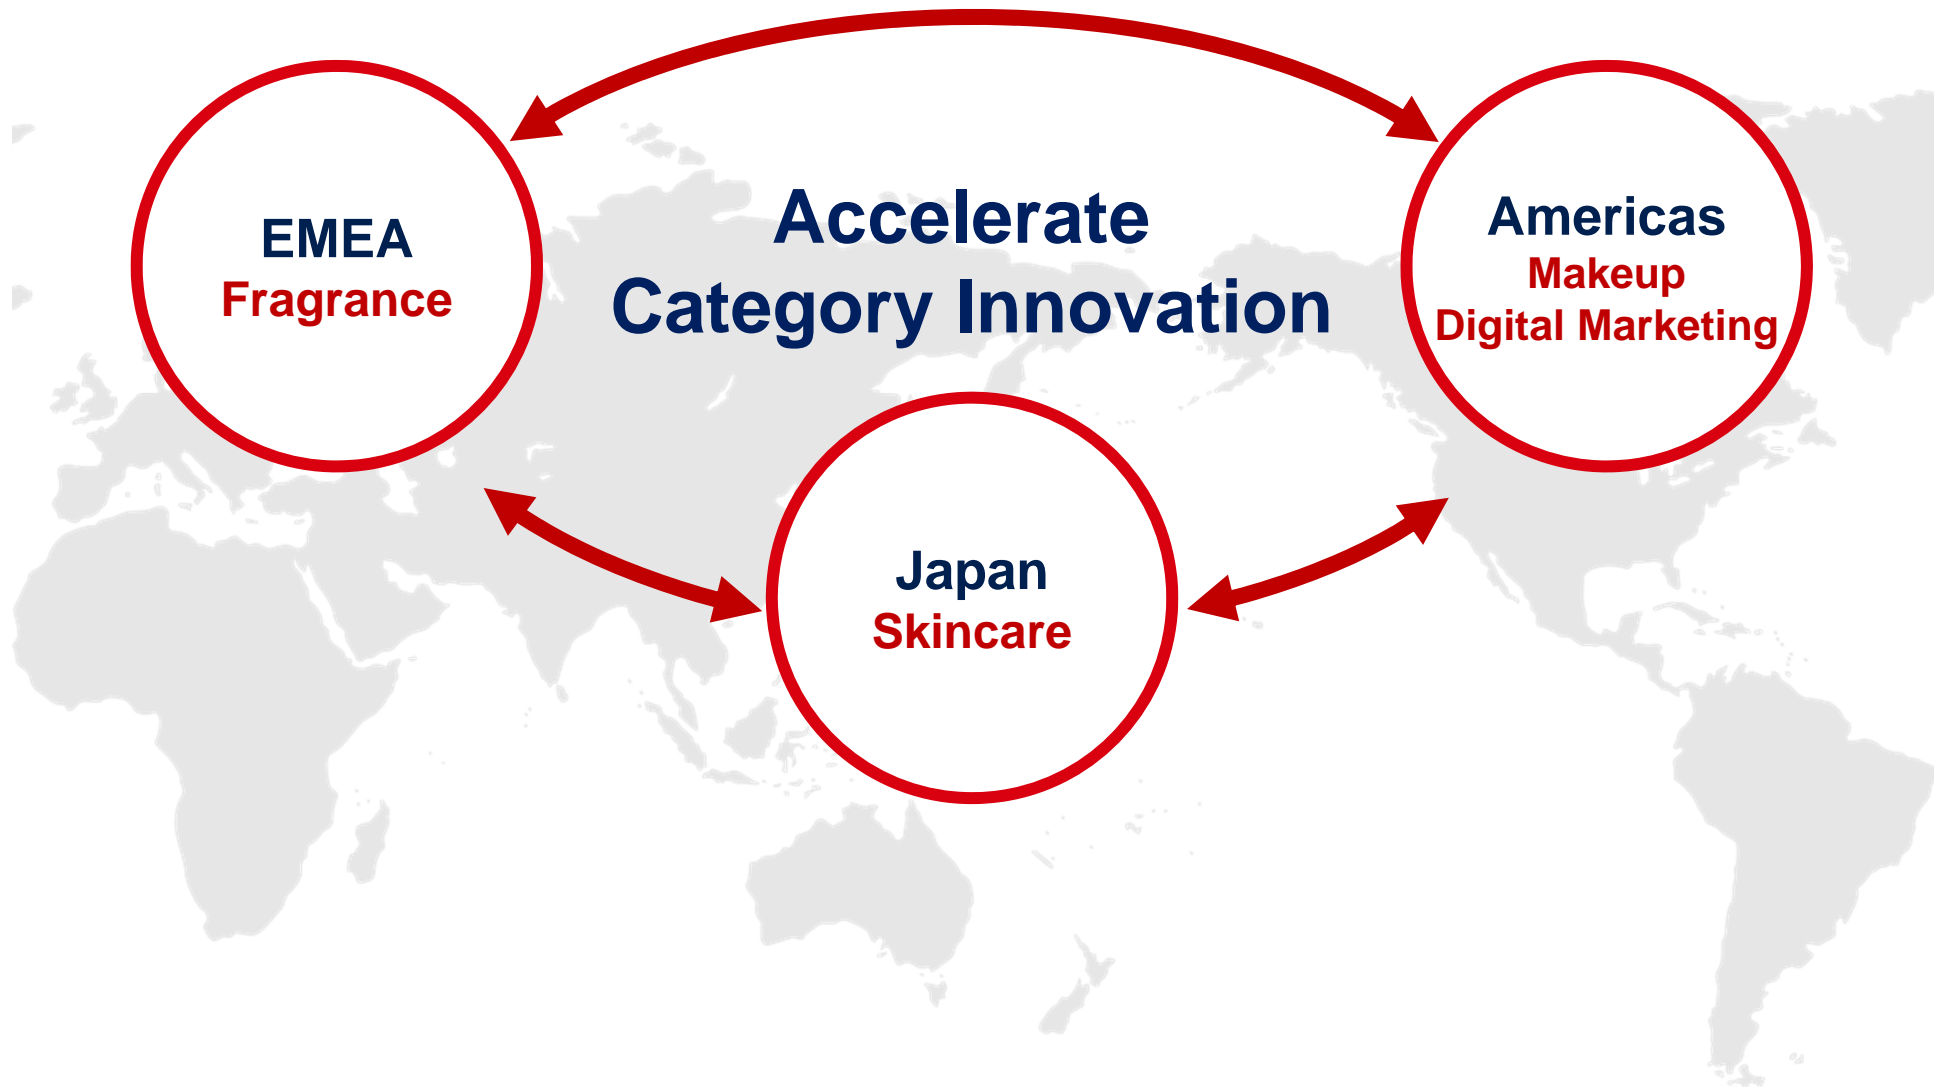 Accelerate
Category Innovation
EMEA
Fragrance
Americas
Makeup
Digital Marketing
Japan
Skincare